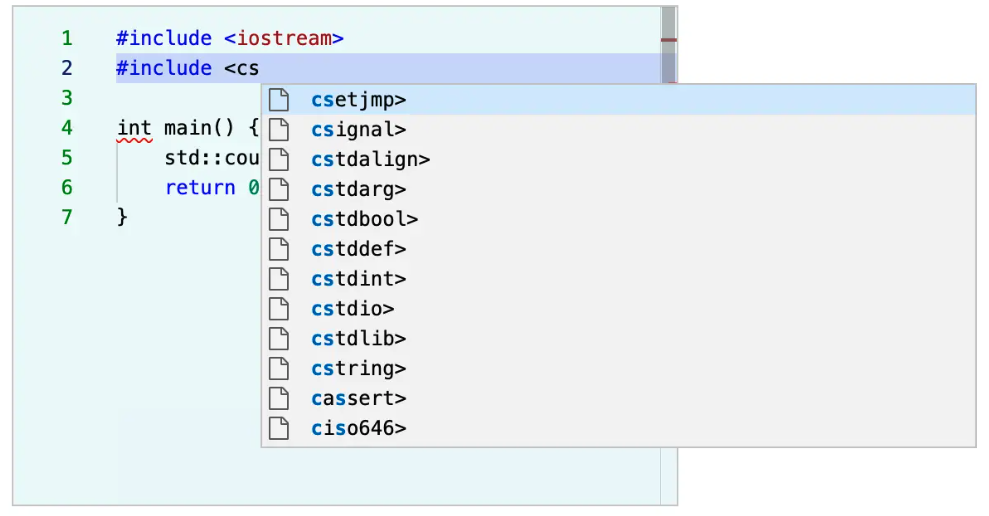 1 #include <iostream>
2 #include <cs
3
4 int main() {
5 std::cou
6 return 0
7 }
csetjmp>
csignal>
cstdalign>
cstdarg>
cstdbool>
cstddef>
cstdint>
cstdio>
cstdlib>
cstring>
cassert>
ciso646>